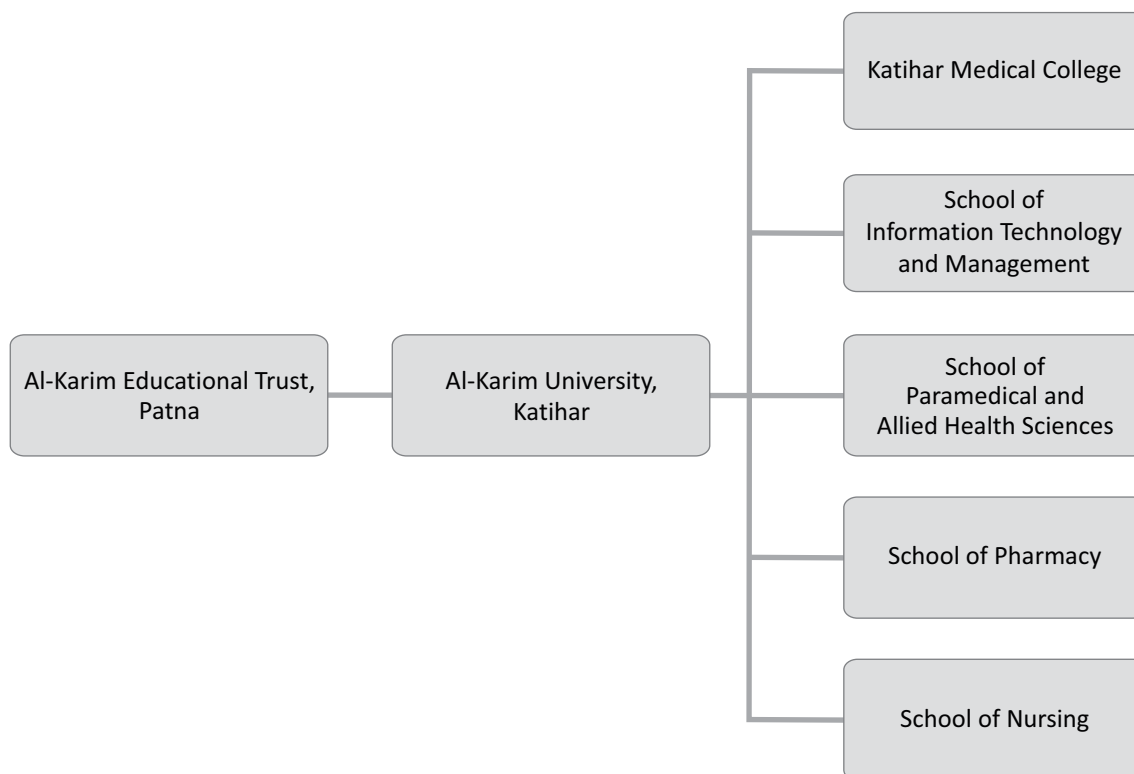 Al-Karim Educational Trust,
Patna
Al-Karim University,
Katihar
Katihar Medical College
School of
Information Technology
and Management
School of
Paramedical and
Allied Health Sciences
School of Pharmacy
School of Nursing